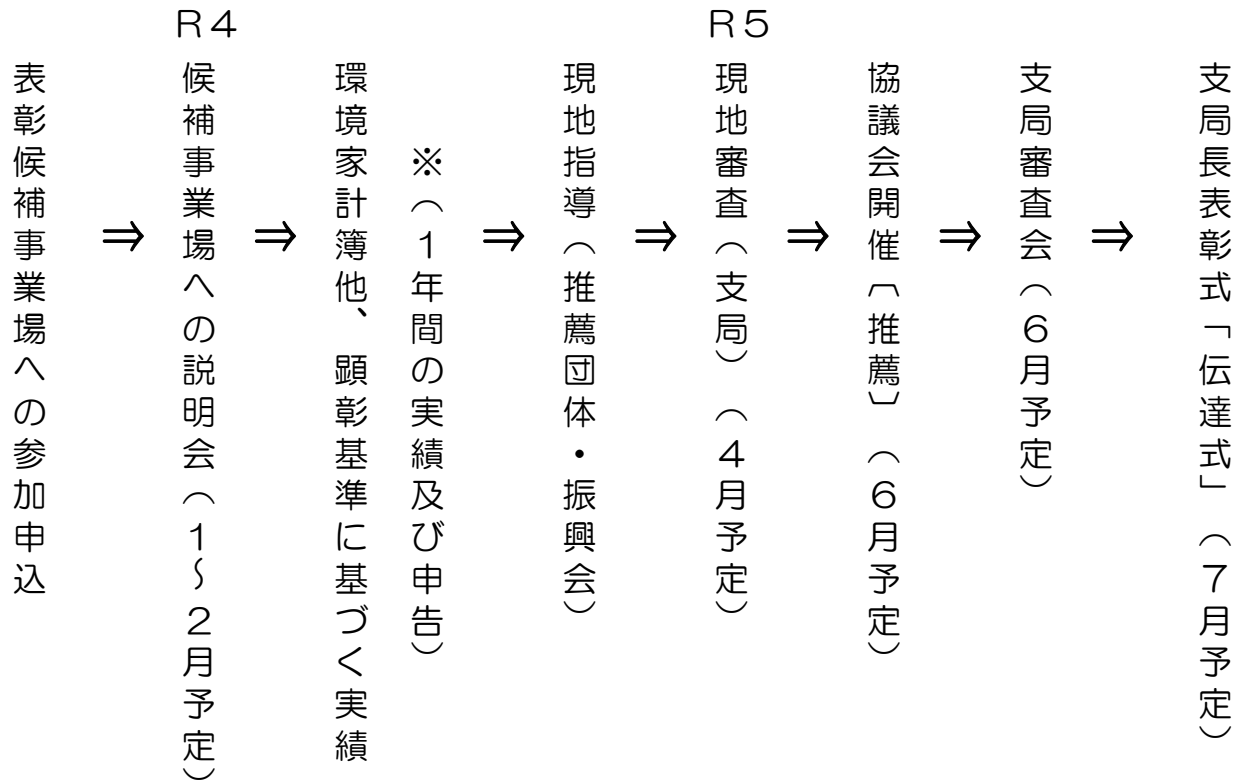 R4
R5
表彰候補事業場への参加申込
⇒
候補事業場への説明会（1～2月予定）
⇒
環境家計簿他、顕彰基準に基づく実績
※（1年間の実績及び申告）
⇒
現地指導（推薦団体・振興会）
⇒
現地審査（支局）（4月予定）
⇒
協議会開催〔推薦〕（6月予定）
⇒
支局審査会（6月予定）
⇒
支局長表彰式「伝達式」（7月予定）